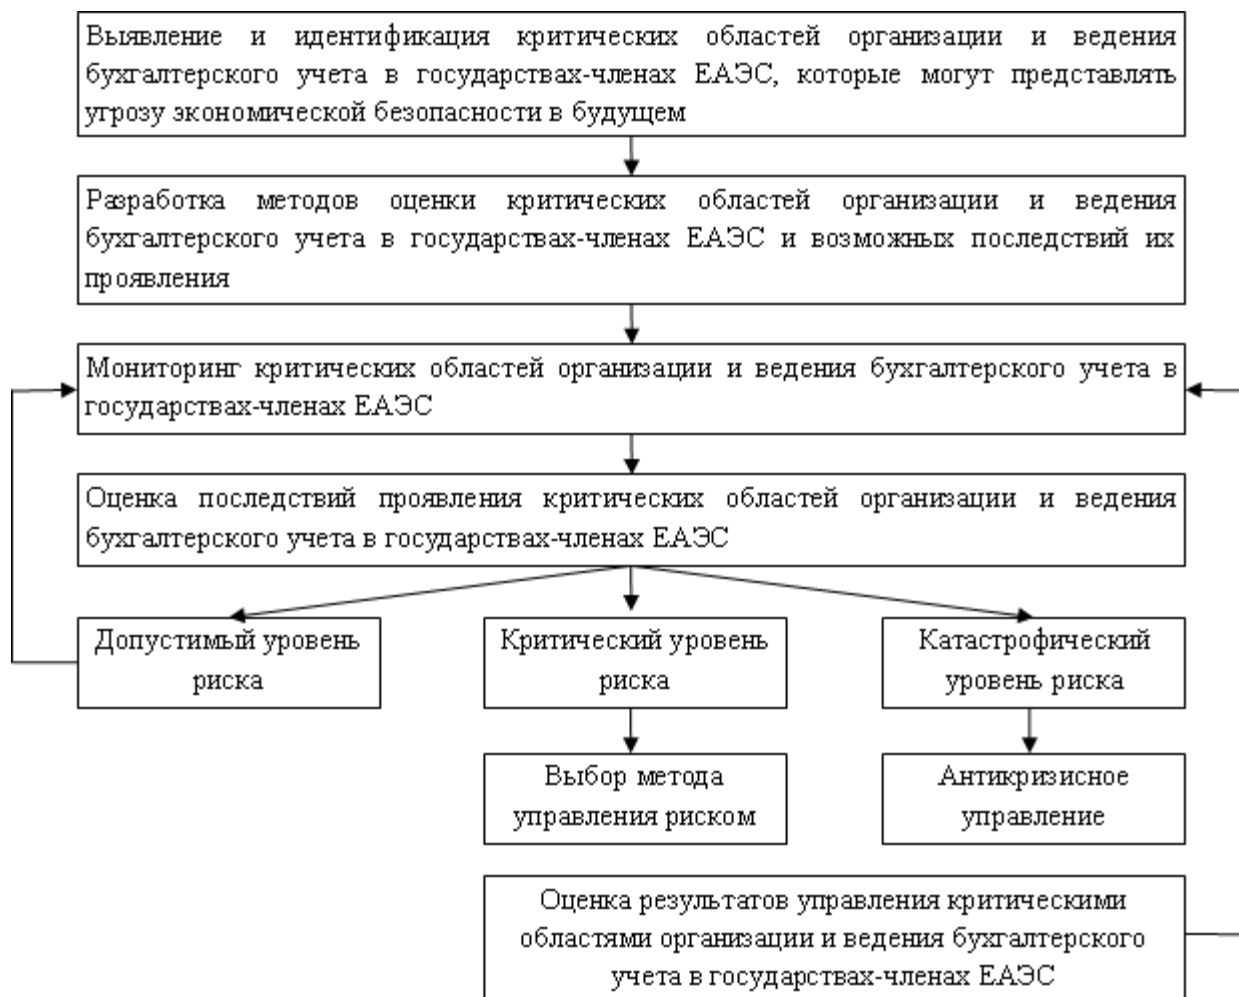 Выявление и идентификация критических областей организации и ведения
бухгалтерского учета в государствах-членах ЕАЭС, которые могут представлять
угрозу экономической безопасности в будущем
Разработка методов оценки критических областей организации и ведения
бухгалтерского учета в государствах-членах ЕАЭС и возможных последствий их
проявления
Мониторинг критических областей организации и ведения бухгалтерского учета в
государствах-членах ЕАЭС
Оценка последствий проявления критических областей организации и ведения
бухгалтерского учета в государствах-членах ЕАЭС
Допустимый уровень
риска
Критический уровень
риска
Катастрофический
уровень риска
Выбор метода
управления риском
Антикризисное
управление
Оценка результатов управления критическими
областями организации и ведения бухгалтерского
учета в государствах-членах ЕАЭС